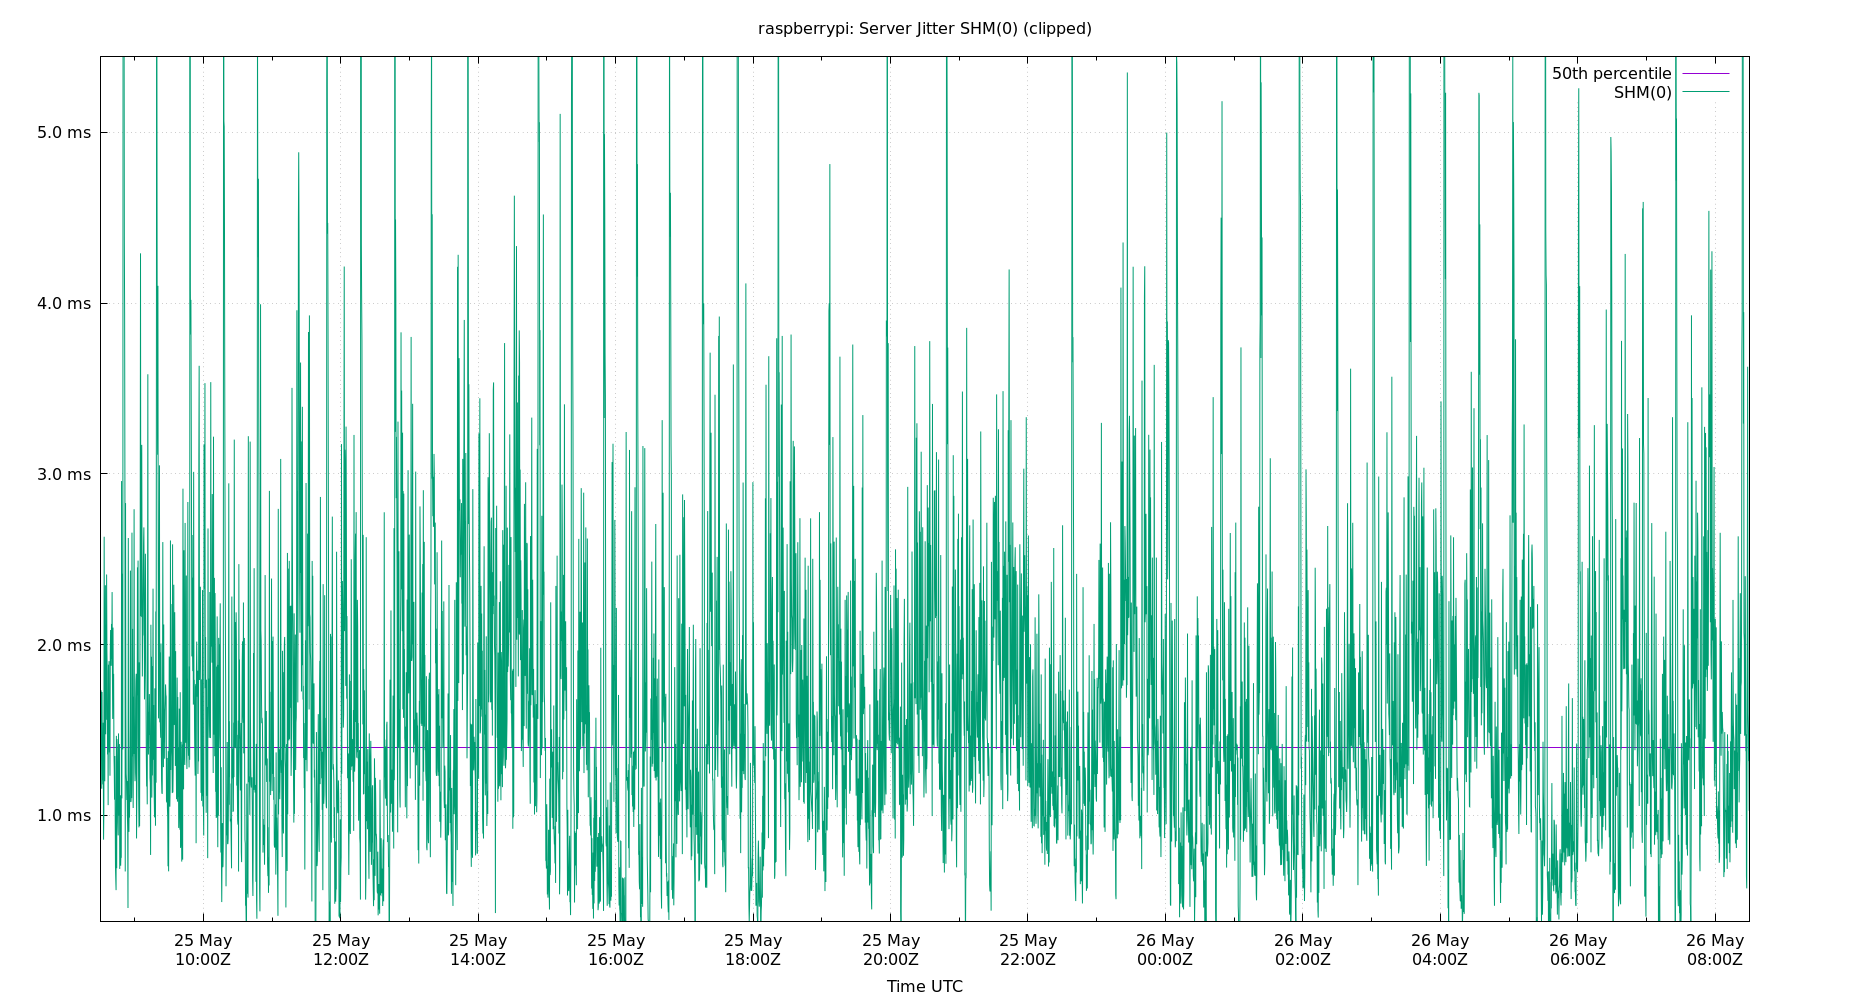 raspberrypi: Server Jitter SHM(0) (clipped)
50th percentile
SHM(0)
5.0 ms
4.0 ms
3.0 ms
2.0 ms
1.0 ms
25 May 25 May 25 May 25 May 25 May 25 May 25 May 26 May 26 May 26 May 26 May 26 May
10:00Z 12:00Z 14:00Z 16:00Z 18:00Z 20:00Z 22:00Z 00:00Z 02:00Z 04:00Z 06:00Z 08:00Z
Time UTC